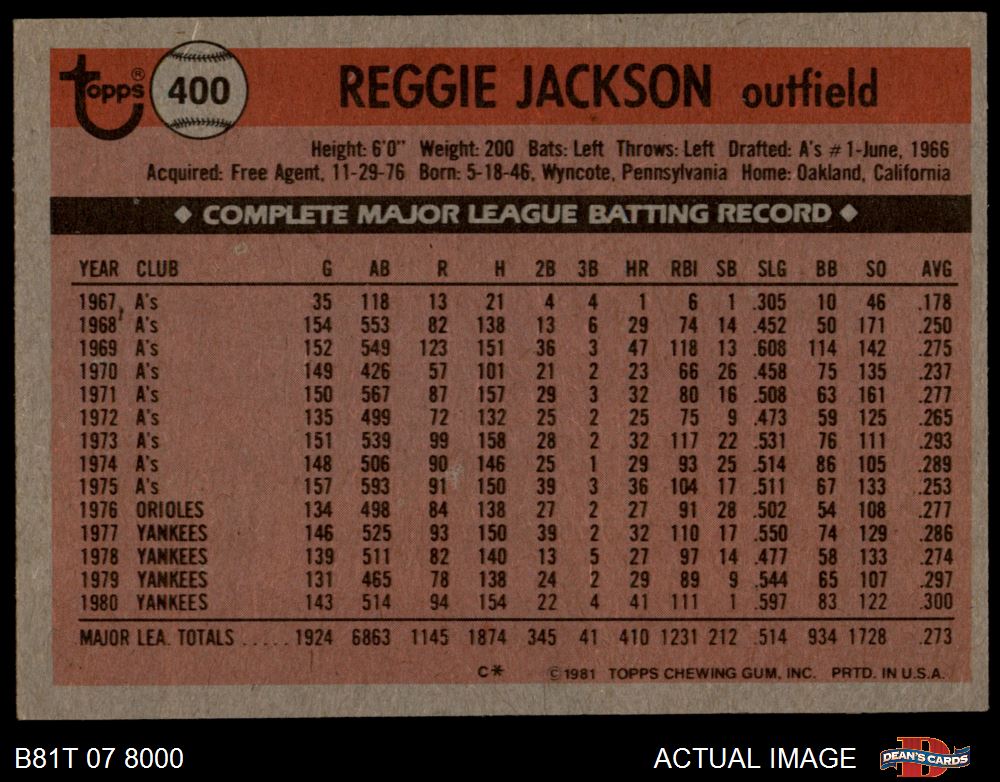 Topps® 400 REGGIE JACKSON outfield
Height: 6'0" Weight: 200 Bats: Left Throws: Left Drafted: A's #1-June, 1966
Acquired: Free Agent, 11-29-76 Born: 5-18-46, Wyncote, Pennsylvania Home: Oakland, California
◆ COMPLETE MAJOR LEAGUE BATTING RECORD ◆
YEAR CLUB G AB R H 2B 3B HR RBI SB SLG BB SO AVG
1967 A's 35 118 13 21 4 4 1 6 1 .305 10 46 .178
1968 A's 154 553 82 138 13 6 29 74 14 .452 50 171 .250
1969 A's 152 549 123 151 36 3 47 118 13 .608 114 142 .275
1970 A's 149 426 57 101 21 2 23 66 26 .458 75 135 .237
1971 A's 150 567 87 157 29 3 32 80 16 .508 63 161 .277
1972 A's 135 499 72 132 25 2 25 75 9 .473 59 125 .265
1973 A's 151 539 99 158 28 2 32 117 22 .531 76 111 .293
1974 A's 148 506 90 146 25 1 29 93 25 .514 86 105 .289
1975 A's 157 593 91 150 39 3 36 104 17 .511 67 133 .253
1976 ORIOLES 134 498 84 138 27 2 27 91 28 .502 54 108 .277
1977 YANKEES 146 525 93 150 39 2 32 110 17 .550 74 129 .286
1978 YANKEES 139 511 82 140 13 5 27 97 14 .477 58 133 .274
1979 YANKEES 131 465 78 138 24 2 29 89 9 .544 65 107 .297
1980 YANKEES 143 514 94 154 22 4 41 111 1 .597 83 122 .300
MAJOR LEA. TOTALS ..... 1924 6863 1145 1874 345 41 410 1231 212 .514 934 1728 .273
C* ©1981 TOPPS CHEWING GUM, INC. PRTD. IN U.S.A.
B81T 07 8000 ACTUAL IMAGE DEAN'S CARDS